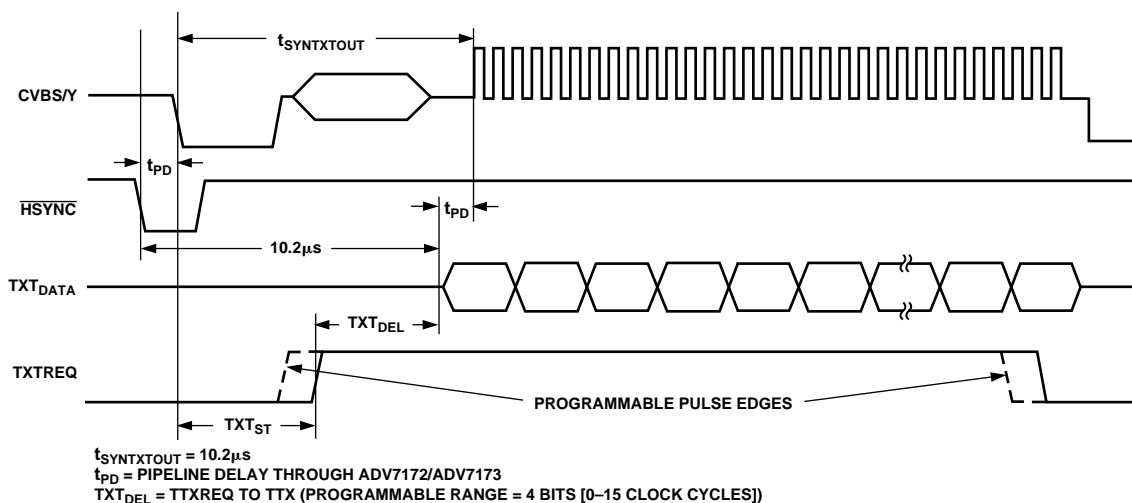 tSYNTXTOUT
CVBS/Y
tPD
HSYNC
tPD
10.2μs
TXTDATA
TXTDEL
TXTREQ
PROGRAMMABLE PULSE EDGES
TXTST
tSYNTXTOUT = 10.2μs
tPD = PIPELINE DELAY THROUGH ADV7172/ADV7173
TXTDEL = TTXREQ TO TTX (PROGRAMMABLE RANGE = 4 BITS [0–15 CLOCK CYCLES])